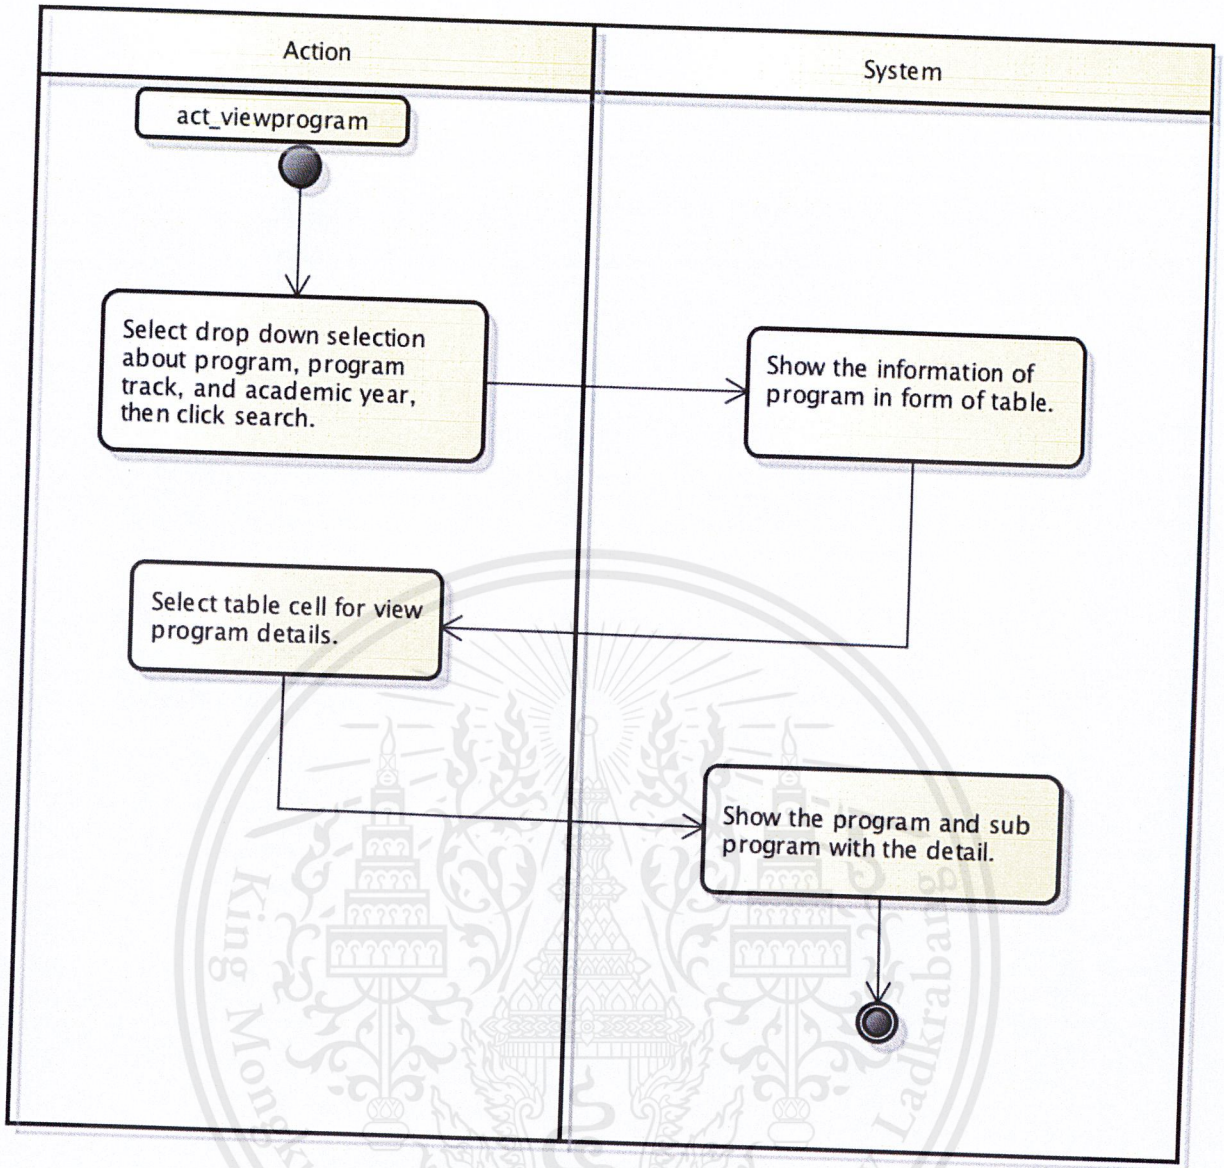 Action
System
act_viewprogram
Select drop down selection
about program, program
track, and academic year,
then click search.
Show the information of
program in form of table.
Select table cell for view
program details.
Show the program and sub
program with the detail.
King Mongk
Ladkrabang